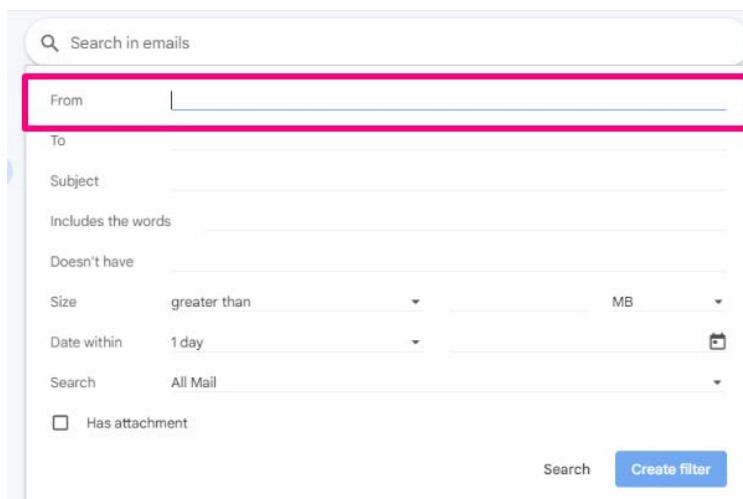 Search in emails
From
To
Subject
Includes the words
Doesn't have
Size greater than MB
Date within 1 day
Search All Mail
Has attachment
Search Create filter